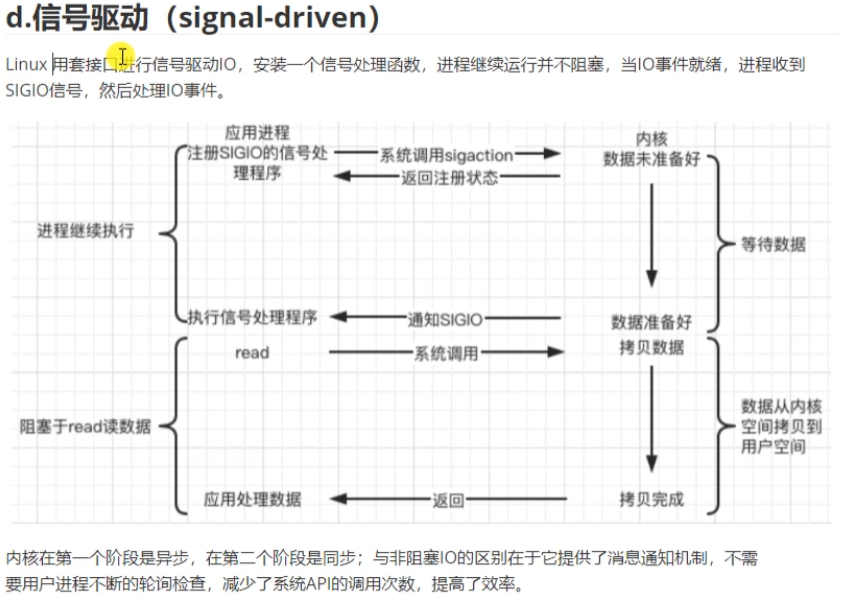 d.信号驱动（signal-driven）
Linux 用套接口进行信号驱动IO，安装一个信号处理函数，进程继续运行并不阻塞，当IO事件就绪，进程收到
SIGIO信号，然后处理IO事件。
应用进程
注册SIGIO的信号处
理程序
系统调用sigaction
返回注册状态
内核
数据未准备好
进程继续执行
等待数据
执行信号处理程序
通知SIGIO
数据准备好
read
系统调用
拷贝数据
阻塞于read读数据
数据从内核
空间拷贝到
用户空间
应用处理数据
返回
拷贝完成
内核在第一个阶段是异步，在第二个阶段是同步；与非阻塞IO的区别在于它提供了消息通知机制，不需
要用户进程不断的轮询检查，减少了系统API的调用次数，提高了效率。